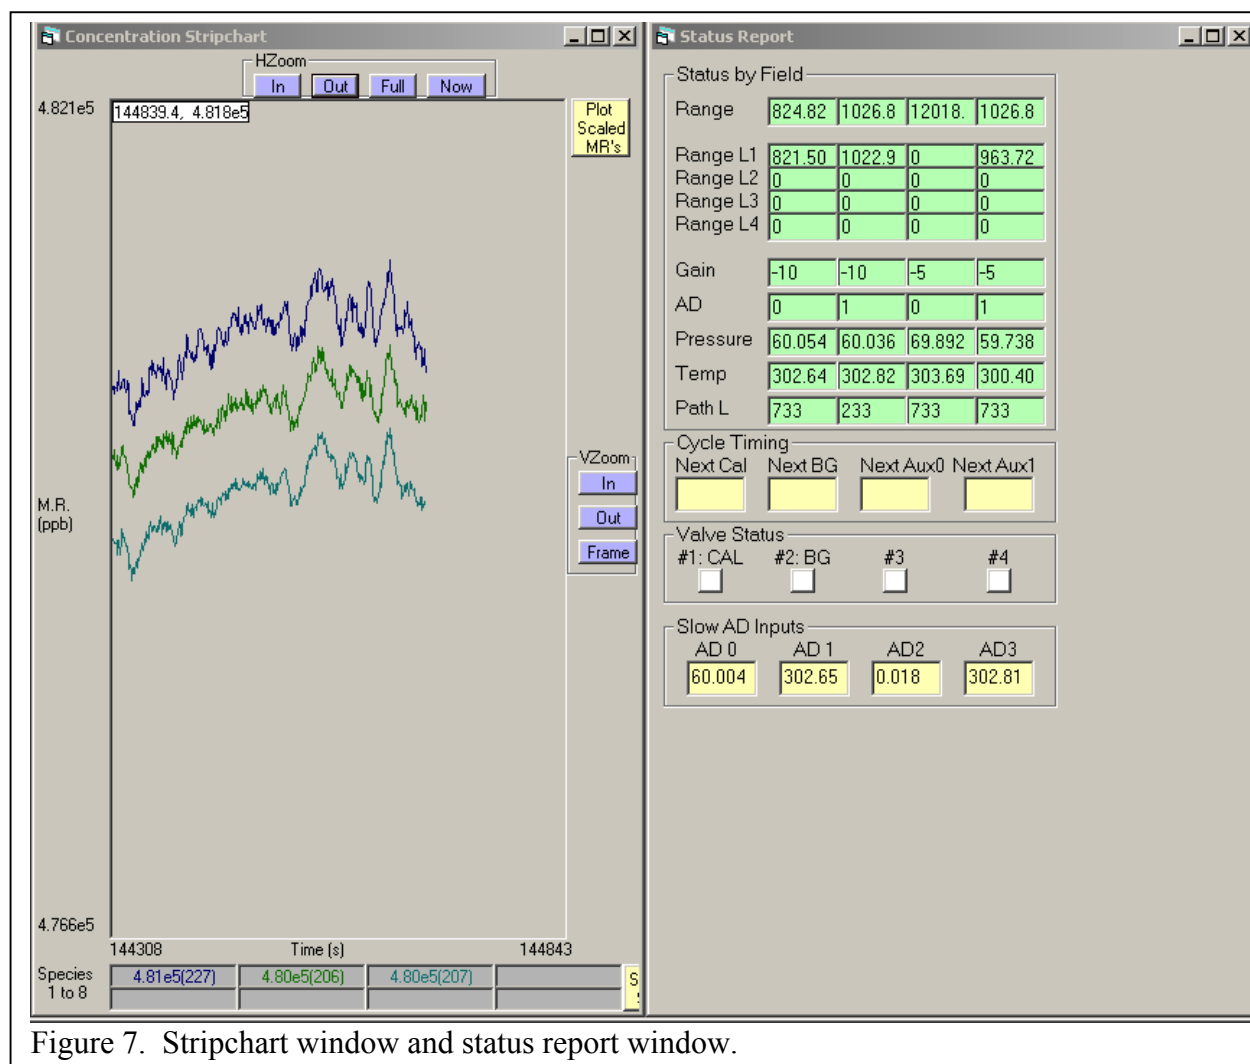 Concentration Stripchart
HZoom
In Out Full Now
4.821e5
144839.4, 4.818e5
Plot
Scaled
MR's
VZoom
In
Out
Frame
M.R.
(ppb)
4.766e5
144308 Time (s) 144843
Species
1 to 8
4.81e5(227) 4.80e5(206) 4.80e5(207)
Status Report
Status by Field
Range 824.82 1026.8 12018. 1026.8
Range L1 821.50 1022.9 0 963.72
Range L2 0 0 0 0
Range L3 0 0 0 0
Range L4 0 0 0 0
Gain -10 -10 -5 -5
AD 0 1 0 1
Pressure 60.054 60.036 69.892 59.738
Temp 302.64 302.82 303.69 300.40
Path L 733 233 733 733
Cycle Timing
Next Cal Next BG Next Aux0 Next Aux1
Valve Status
#1: CAL #2: BG #3 #4
Slow AD Inputs
AD 0 AD 1 AD2 AD3
60.004 302.65 0.018 302.81
Figure 7. Stripchart window and status report window.